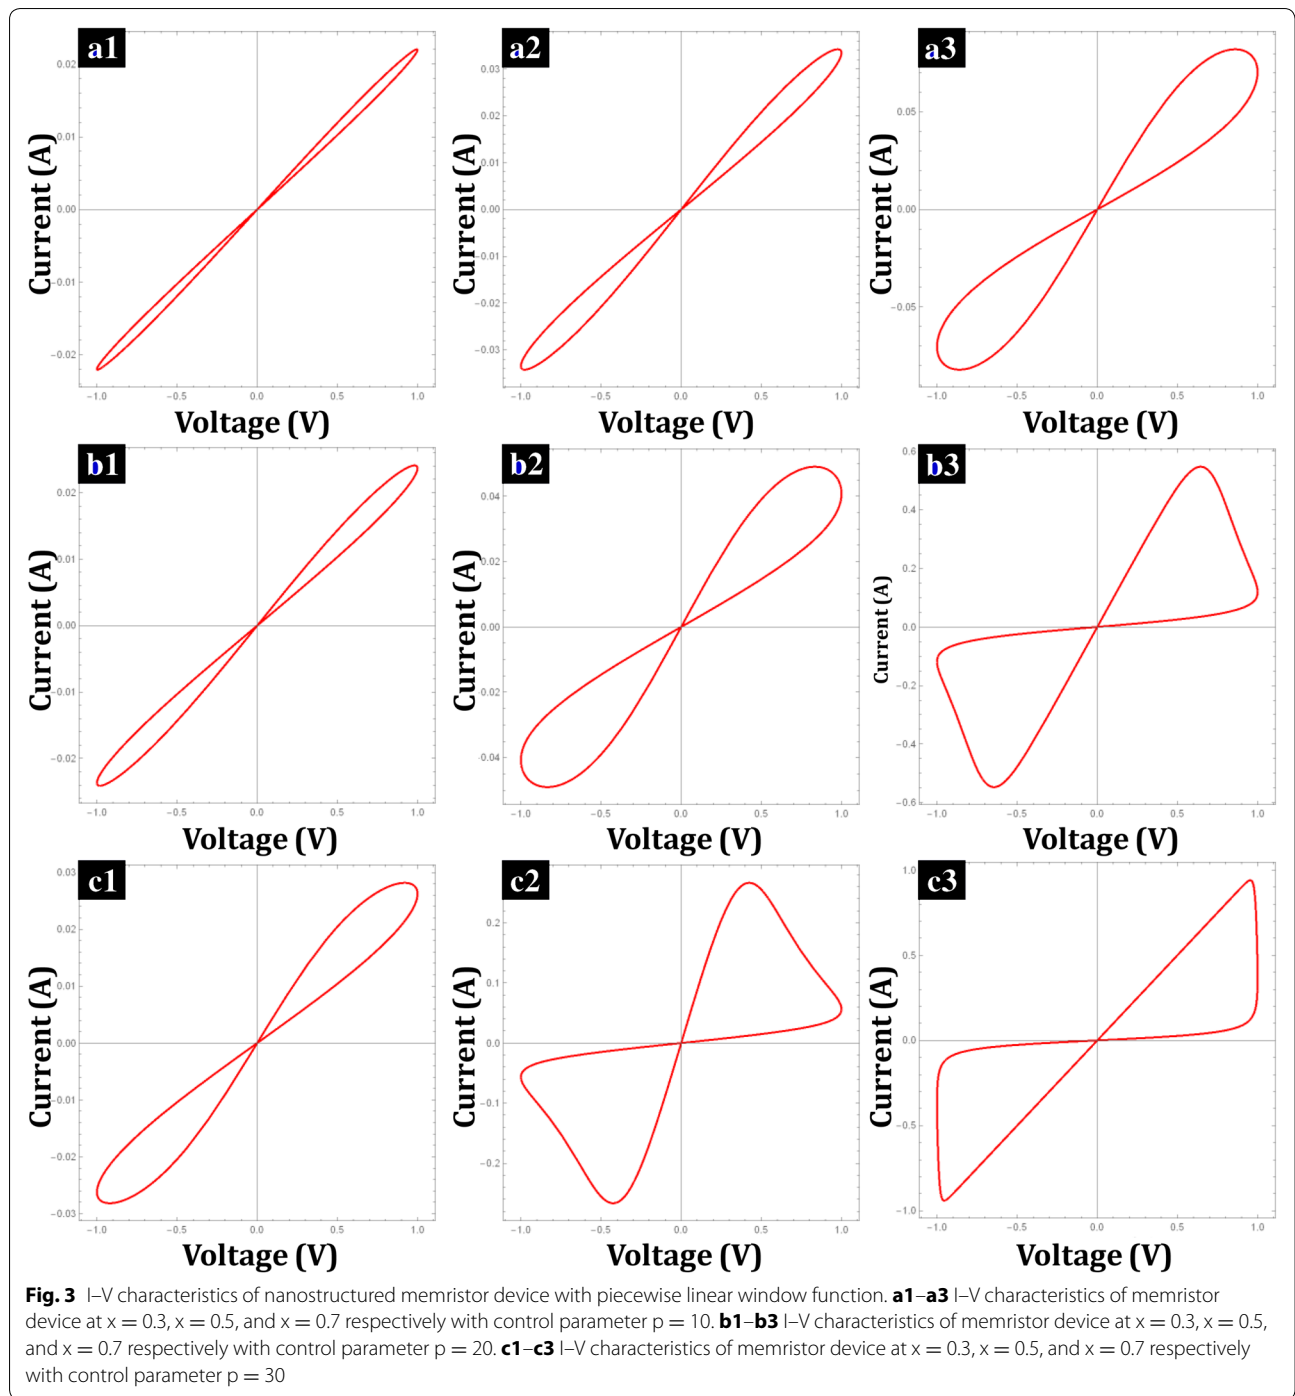 a1
0.02
0.01
0.00
−0.01
−0.02
−1.0 −0.5 0.0 0.5 1.0
Current (A)
Voltage (V)
a2
0.03
0.02
0.01
0.00
−0.01
−0.02
−0.03
−1.0 −0.5 0.0 0.5 1.0
Current (A)
Voltage (V)
a3
0.05
0.00
−0.05
−1.0 −0.5 0.0 0.5 1.0
Current (A)
Voltage (V)
b1
0.02
0.01
0.00
−0.01
−0.02
−1.0 −0.5 0.0 0.5 1.0
Current (A)
Voltage (V)
b2
0.04
0.02
0.00
-0.02
-0.04
−1.0 −0.5 0.0 0.5 1.0
Current (A)
Voltage (V)
b3
0.6
0.4
0.2
0.0
−0.2
−0.4
−0.6
−1.0 −0.5 0.0 0.5 1.0
Current (A)
Voltage (V)
c1
0.03
0.02
0.01
0.00
−0.01
−0.02
−0.03
−1.0 −0.5 0.0 0.5 1.0
Current (A)
Voltage (V)
c2
0.2
0.1
0.0
−0.1
−0.2
−1.0 −0.5 0.0 0.5 1.0
Current (A)
Voltage (V)
c3
1.0
0.5
0.0
−0.5
−1.0
−1.0 −0.5 0.0 0.5 1.0
Current (A)
Voltage (V)
Fig. 3 I–V characteristics of nanostructured memristor device with piecewise linear window function. a1–a3 I–V characteristics of memristor
device at x = 0.3, x = 0.5, and x = 0.7 respectively with control parameter p = 10. b1–b3 I–V characteristics of memristor device at x = 0.3, x = 0.5,
and x = 0.7 respectively with control parameter p = 20. c1–c3 I–V characteristics of memristor device at x = 0.3, x = 0.5, and x = 0.7 respectively
with control parameter p = 30